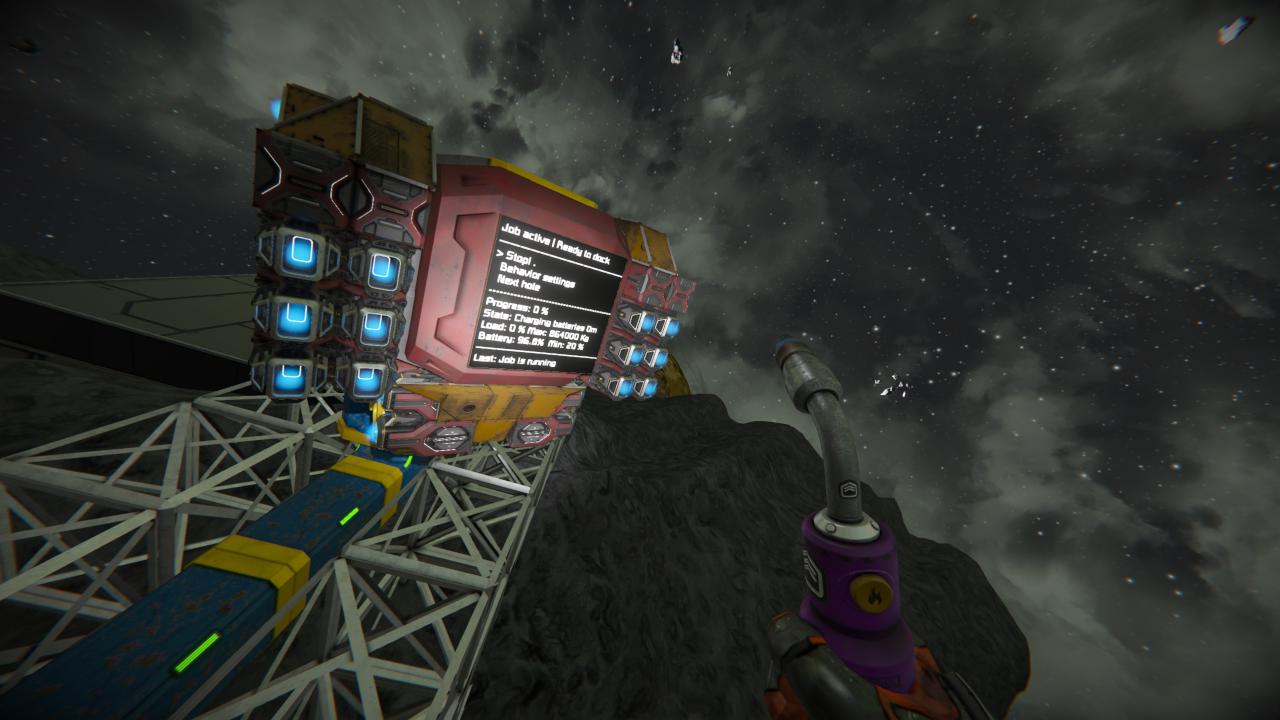 Job active | Ready to dock
> Stop! .
Behavior settings
Next hole
Progress: 0 %
State: Charging batteries 0m
Load: 0 % Max: 864000 Kg
Battery: 96.8% Min: 20 %
Last: Job is running